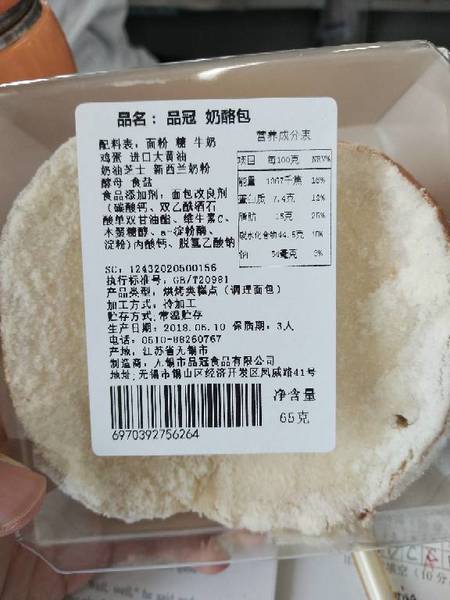 品名：品冠 奶酪包
配料表：面粉 糖 牛奶
鸡蛋 进口大黄油
奶油芝士 新西兰奶粉
酵母 食盐
食品添加剂：面包改良剂
（碳酸钙、双乙酰酒石
酸单双甘油酯、维生素C、
木聚糖酶、a-淀粉酶、
淀粉）丙酸钙、脱氢乙酸钠
营养成分表
项目 每100克 NRV%
能量 1367千焦 16%
蛋白质 7.4克 12%
脂肪 15克 25%
碳水化合物 44.5克 15%
钠 54毫克 3%
SC：12432020500156
执行标准号：GB/T20981
产品类型：烘烤类糕点（调理面包）
加工方式：冷加工
贮存方式:常温贮存
生产日期：2018.05.10 保质期：3天
电话：0510-88260767
产地：江苏省无锡市
制造商：无锡市品冠食品有限公司
地址:无锡市锡山区经济开发区凤威路41号
6970392756264
净含量
65克